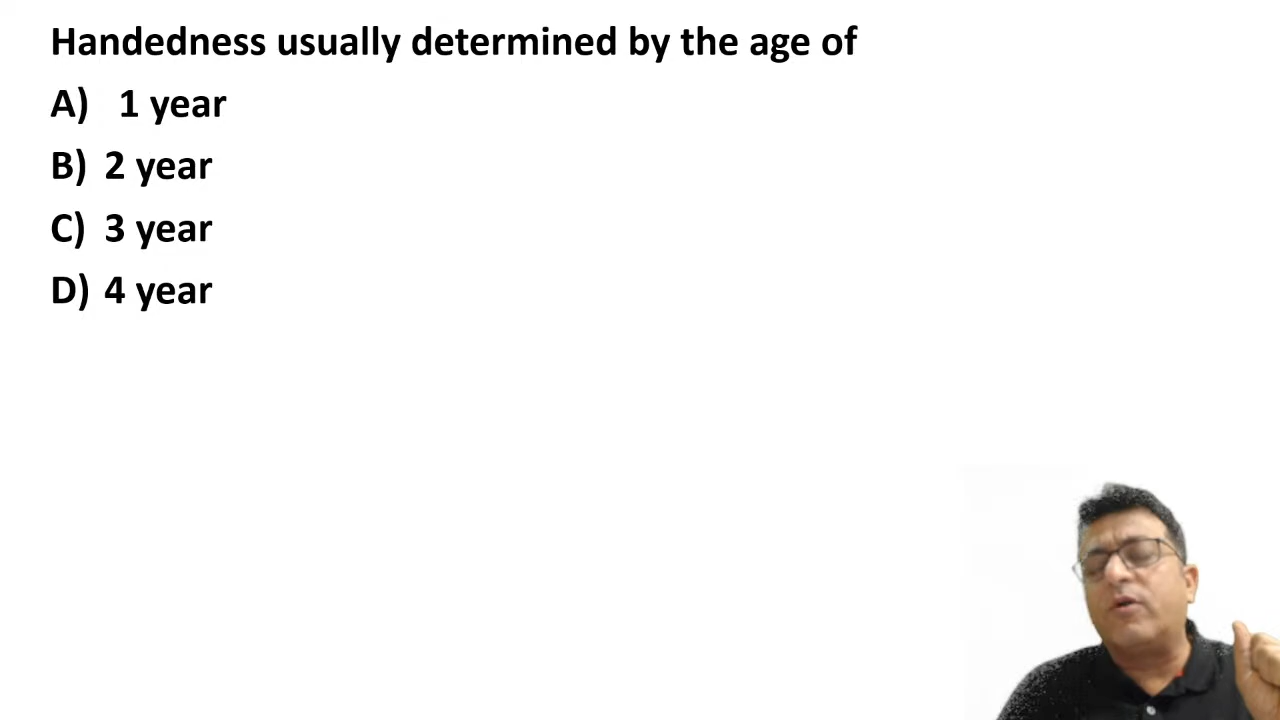 Handedness usually determined by the age of
A) 1 year
B) 2 year
C) 3 year
D) 4 year